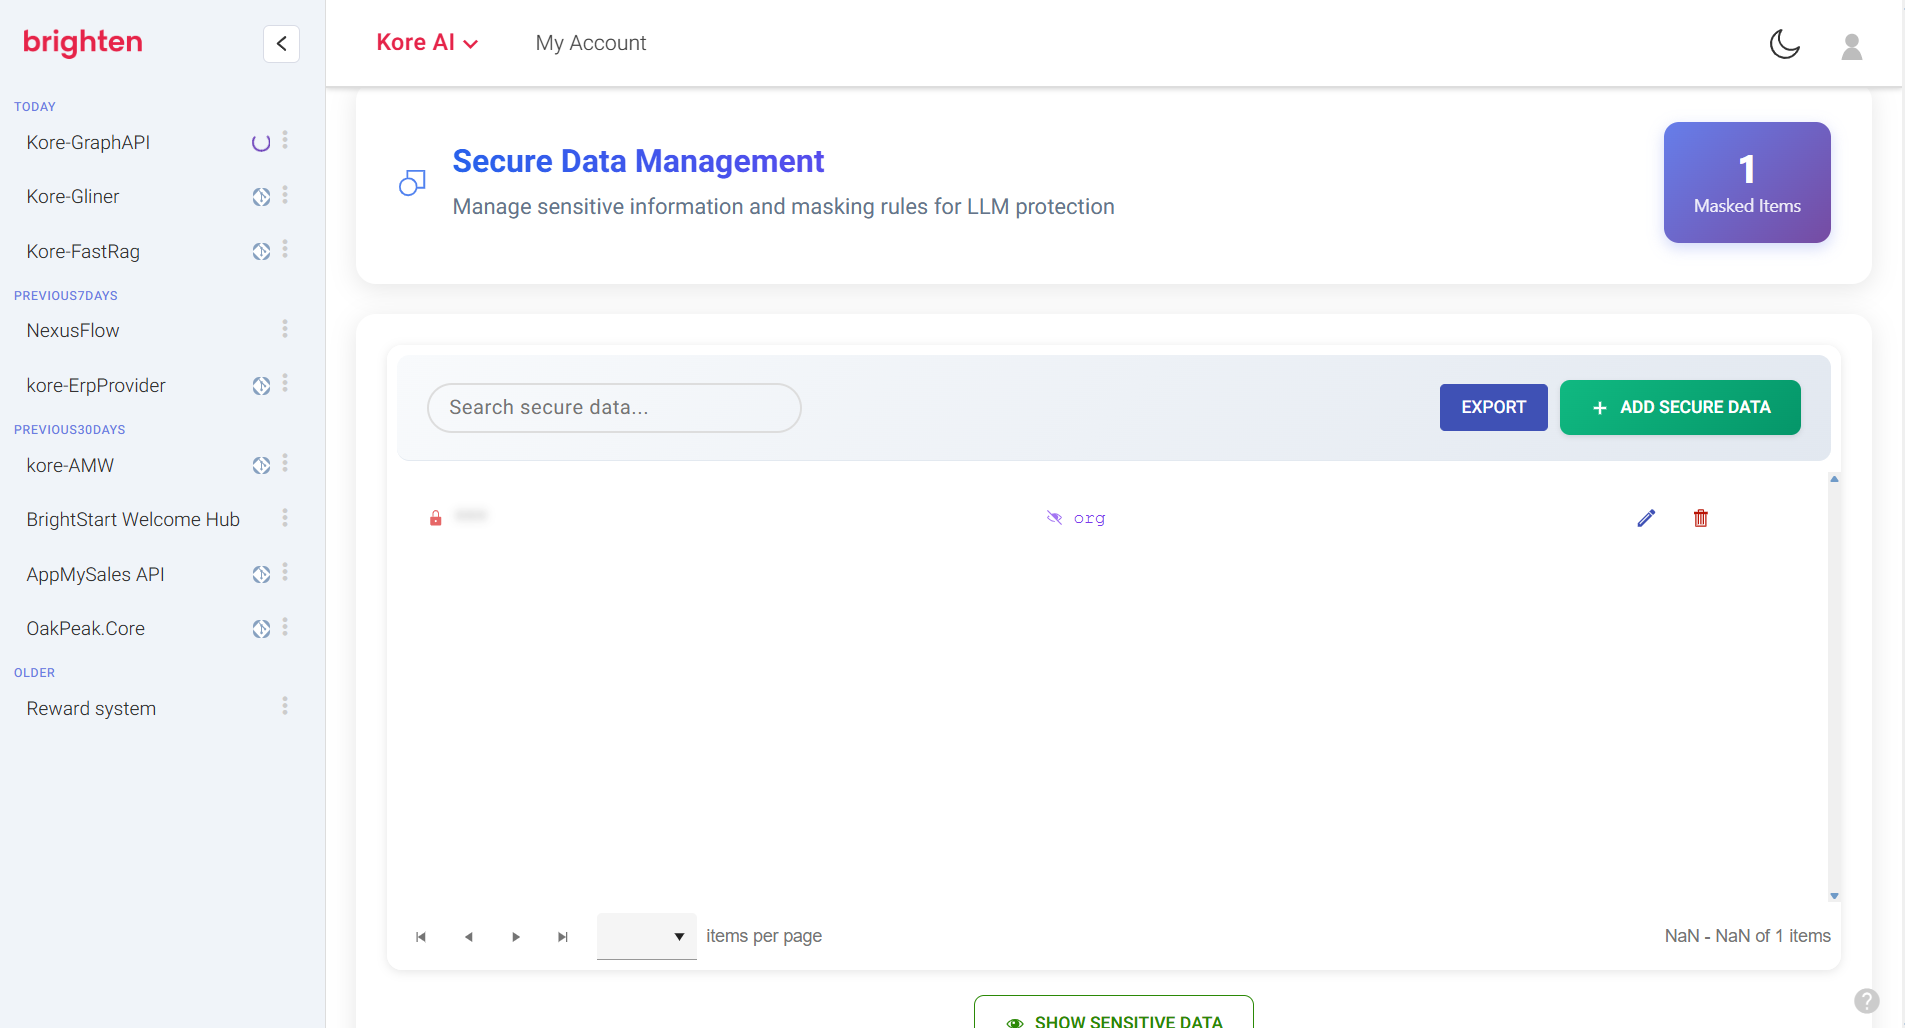 brighten
Kore AI
My Account
TODAY
Kore-GraphAPI
Kore-Gliner
Kore-FastRag
PREVIOUS7DAYS
NexusFlow
kore-ErpProvider
PREVIOUS30DAYS
kore-AMW
BrightStart Welcome Hub
AppMySales API
OakPeak.Core
OLDER
Reward system
Secure Data Management
Manage sensitive information and masking rules for LLM protection
1
Masked Items
Search secure data...
EXPORT
+ ADD SECURE DATA
org
items per page
NaN - NaN of 1 items
SHOW SENSITIVE DATA
?